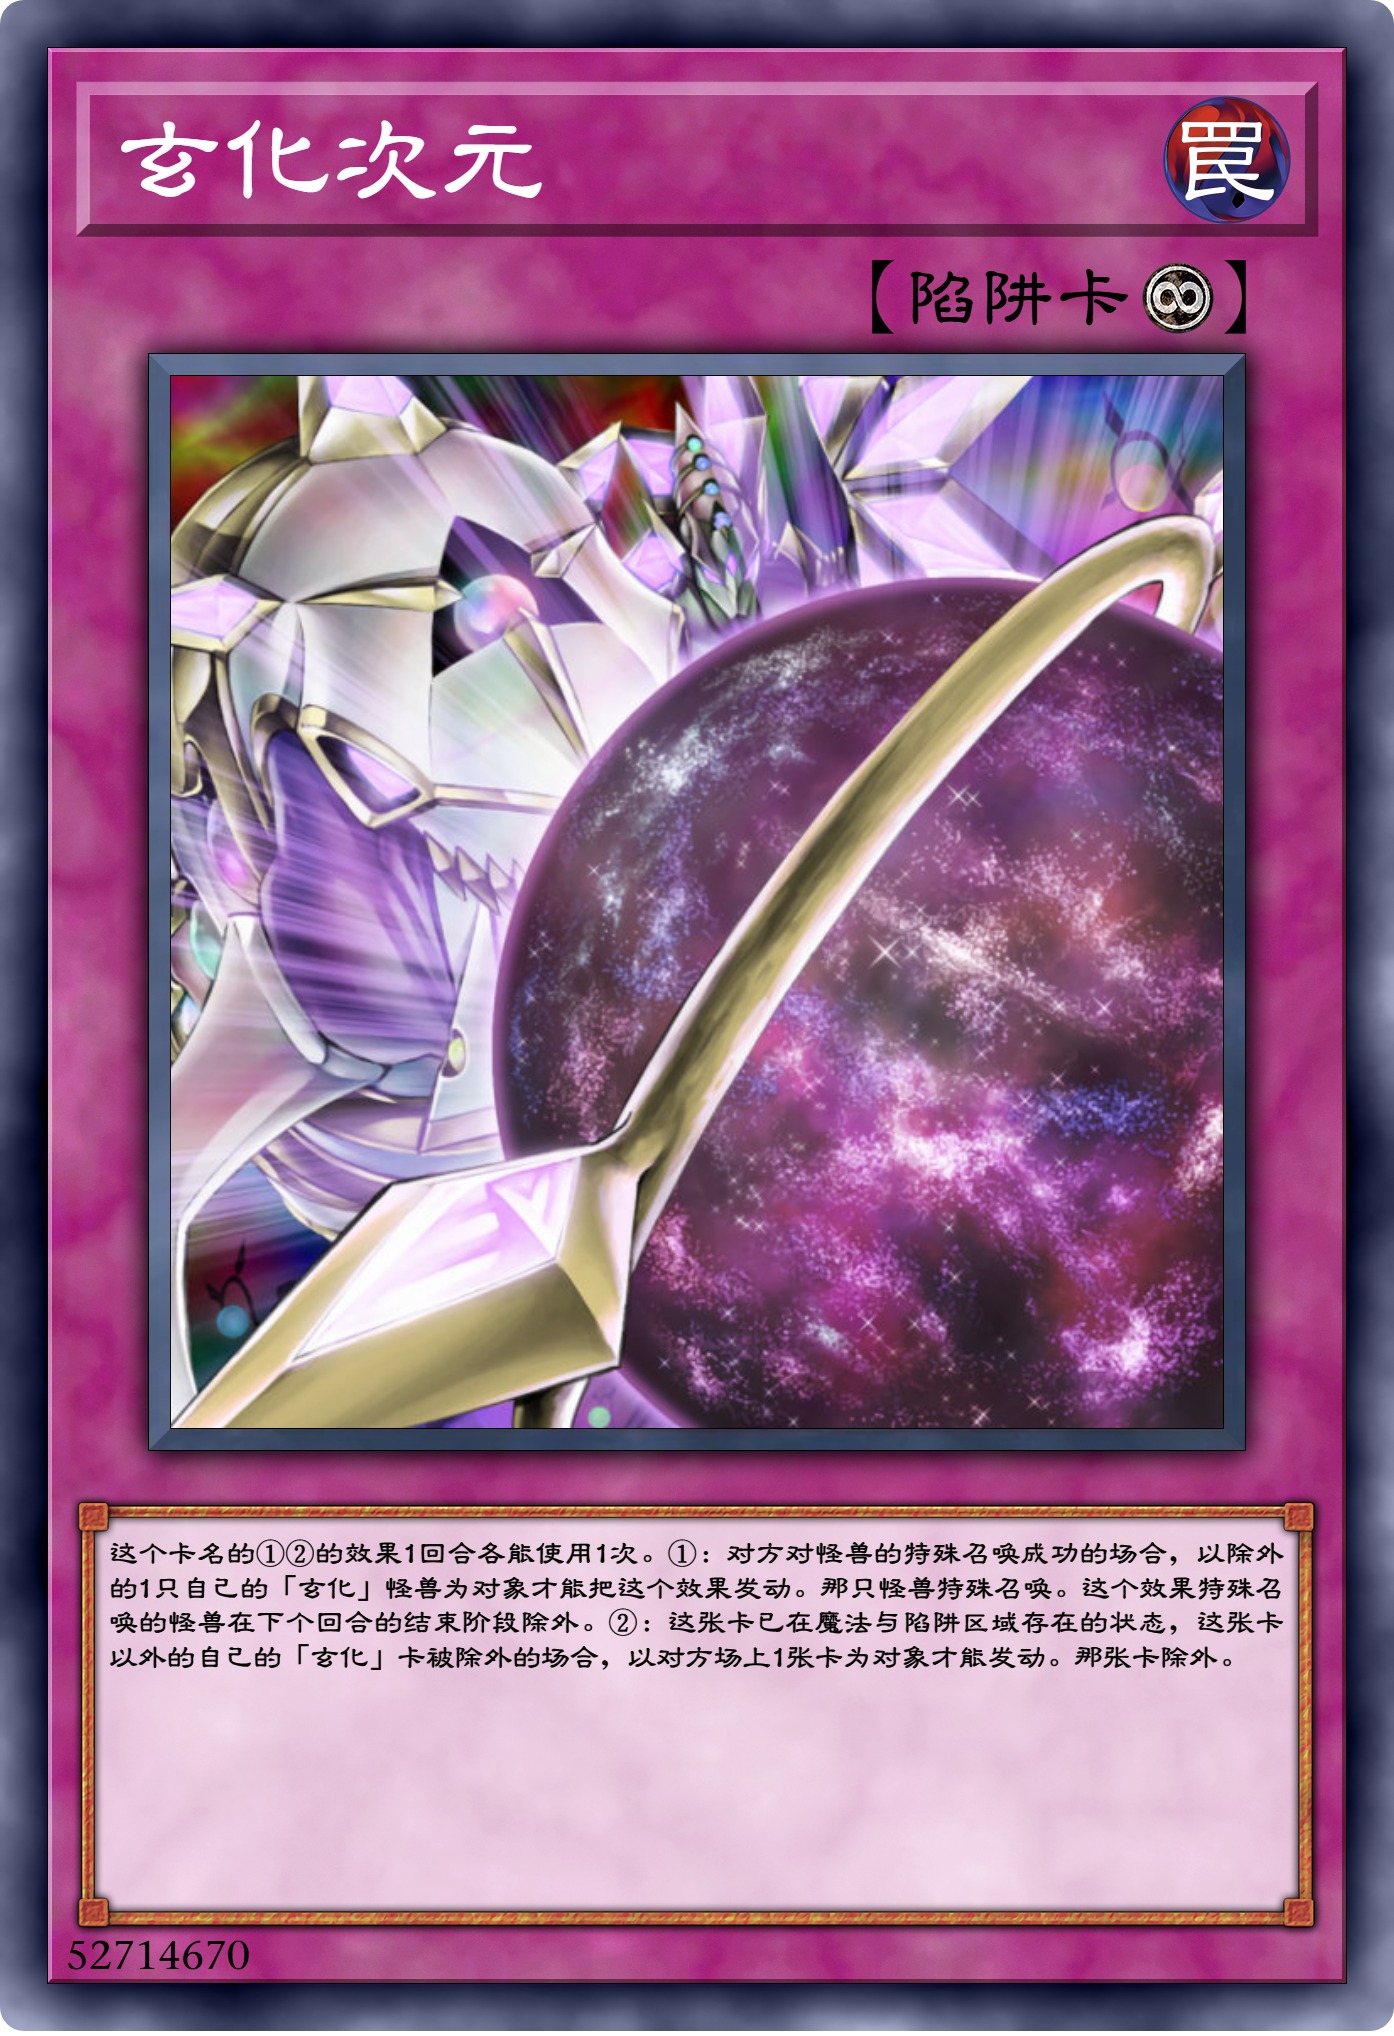 玄化次元
罠
【陷阱卡♾】
这个卡名的①②的效果1回合各能使用1次。①：对方对怪兽的特殊召唤成功的场合，以除外
的1只自己的「玄化」怪兽为对象才能把这个效果发动。那只怪兽特殊召唤。这个效果特殊召
唤的怪兽在下个回合的结束阶段除外。②：这张卡已在魔法与陷阱区域存在的状态，这张卡
以外的自己的「玄化」卡被除外的场合，以对方场上1张卡为对象才能发动。那张卡除外。
52714670